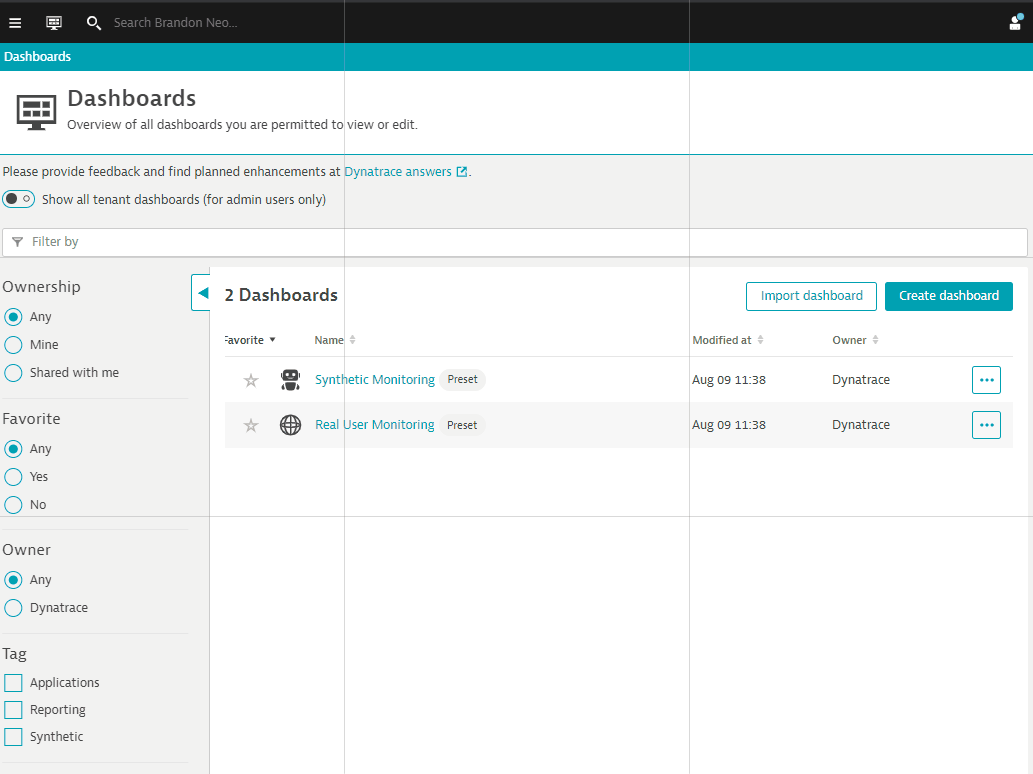 Search Brandon Neo...
Dashboards
Dashboards
Overview of all dashboards you are permitted to view or edit.
Please provide feedback and find planned enhancements at Dynatrace answers.
Show all tenant dashboards (for admin users only)
Filter by
Ownership
Any
Mine
Shared with me
Favorite
Any
Yes
No
Owner
Any
Dynatrace
Tag
Applications
Reporting
Synthetic
2 Dashboards
Import dashboard
Create dashboard
Favorite Name Modified at Owner
Synthetic Monitoring Preset Aug 09 11:38 Dynatrace
Real User Monitoring Preset Aug 09 11:38 Dynatrace